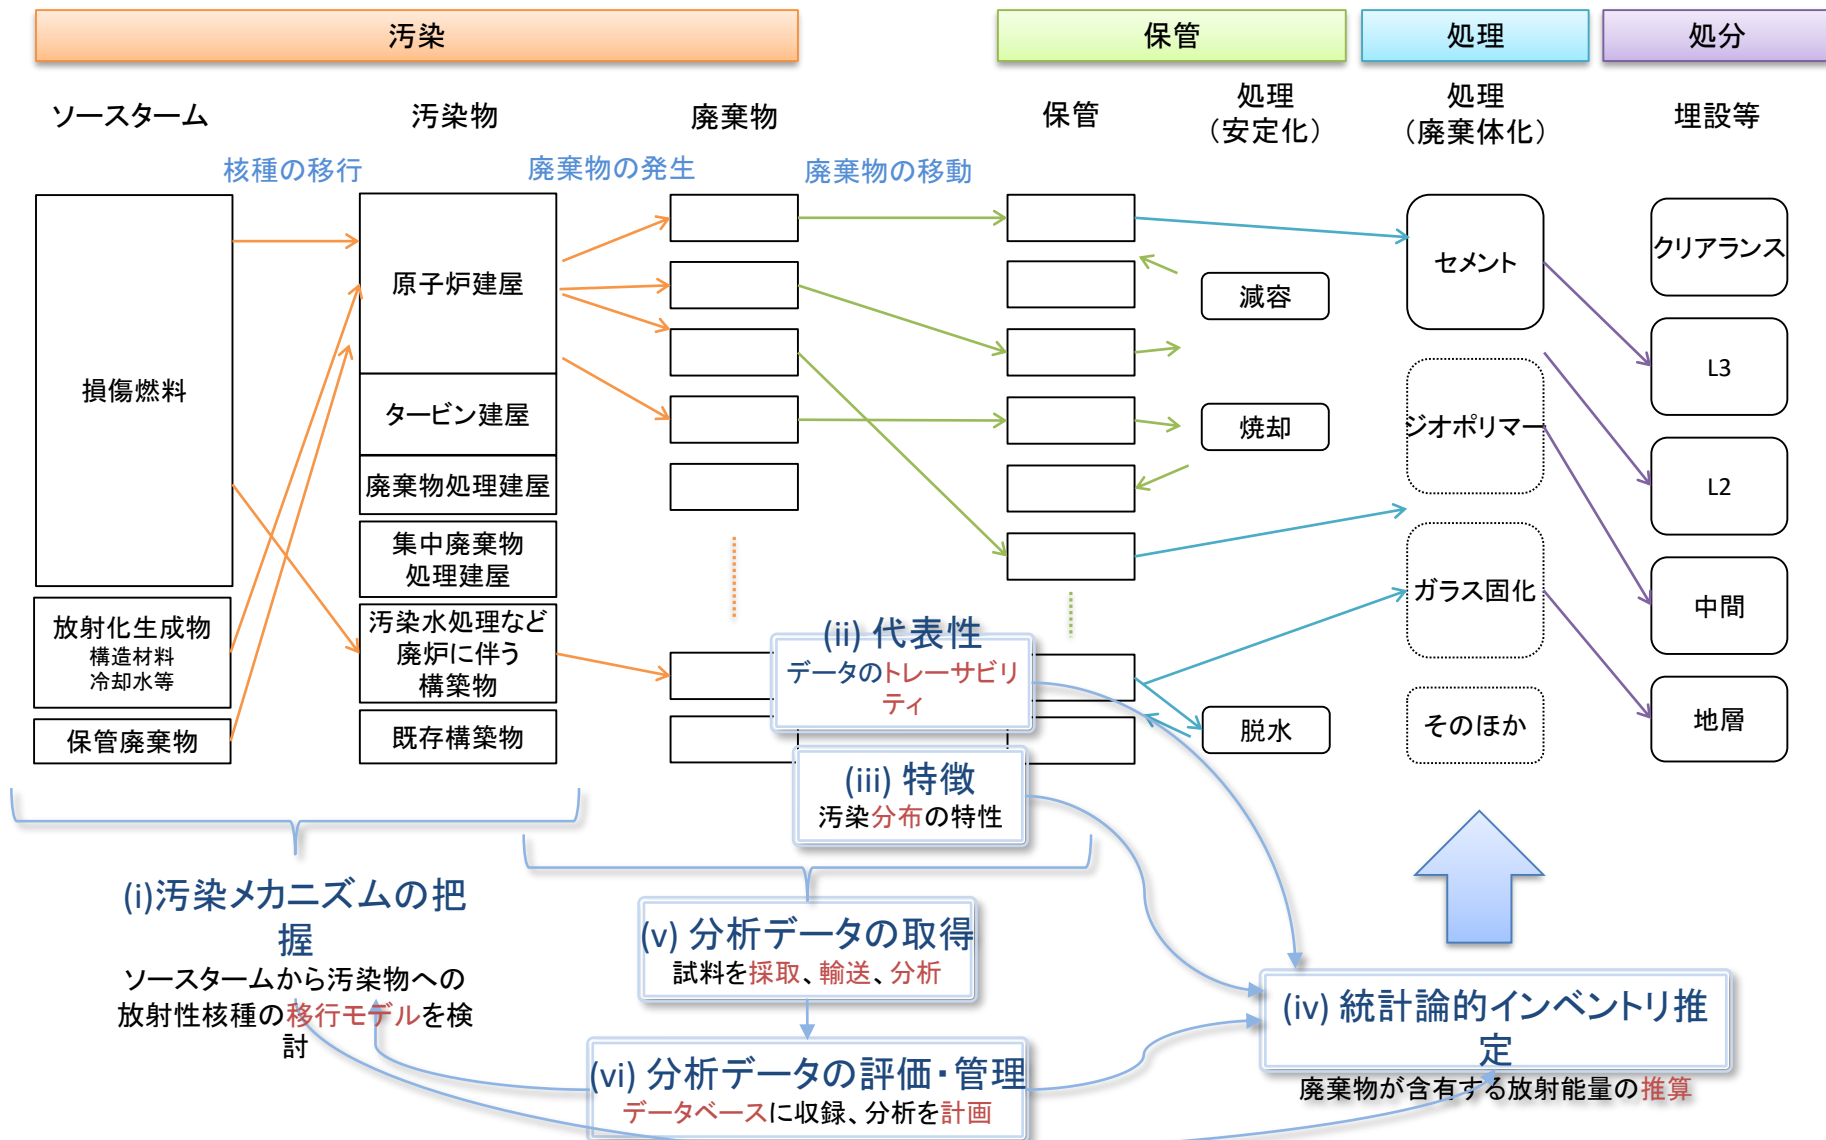 汚染
保管
処理
処分
ソースターム
汚染物
廃棄物
保管
処理
（安定化）
処理
（廃棄体化）
埋設等
核種の移行
廃棄物の発生
廃棄物の移動
損傷燃料
放射化生成物
構造材料
冷却水等
保管廃棄物
原子炉建屋
タービン建屋
廃棄物処理建屋
集中廃棄物
処理建屋
汚染水処理など
廃炉に伴う
構築物
既存構築物
減容
焼却
脱水
セメント
ジオポリマー
ガラス固化
そのほか
クリアランス
L3
L2
中間
地層
(ii) 代表性
データのトレーサビリ
ティ
(iii) 特徴
汚染分布の特性
(i)汚染メカニズムの把
握
ソースタームから汚染物への
放射性核種の移行モデルを検
討
(v) 分析データの取得
試料を採取、輸送、分析
(vi) 分析データの評価・管理
データベースに収録、分析を計画
(iv) 統計論的インベントリ推
定
廃棄物が含有する放射能量の推算